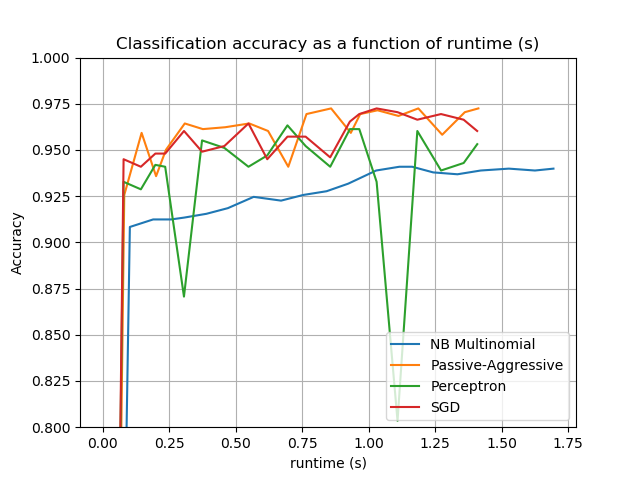 Classification accuracy as a function of runtime (s)
1.000
0.975
0.950
0.925
0.900
0.875
0.850
0.825
0.800
Accuracy
NB Multinomial
Passive-Aggressive
Perceptron
SGD
0.00 0.25 0.50 0.75 1.00 1.25 1.50 1.75
runtime (s)